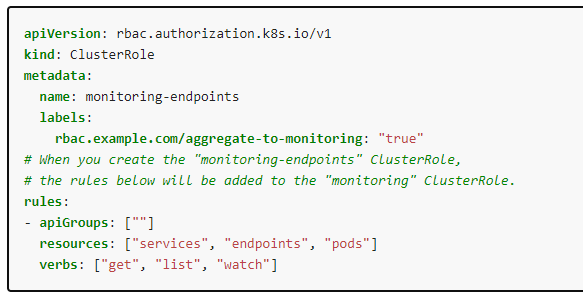 apiVersion: rbac.authorization.k8s.io/v1
kind: ClusterRole
metadata:
  name: monitoring-endpoints
  labels:
    rbac.example.com/aggregate-to-monitoring: "true"
# When you create the "monitoring-endpoints" ClusterRole,
# the rules below will be added to the "monitoring" ClusterRole.
rules:
- apiGroups: [""]
  resources: ["services", "endpoints", "pods"]
  verbs: ["get", "list", "watch"]